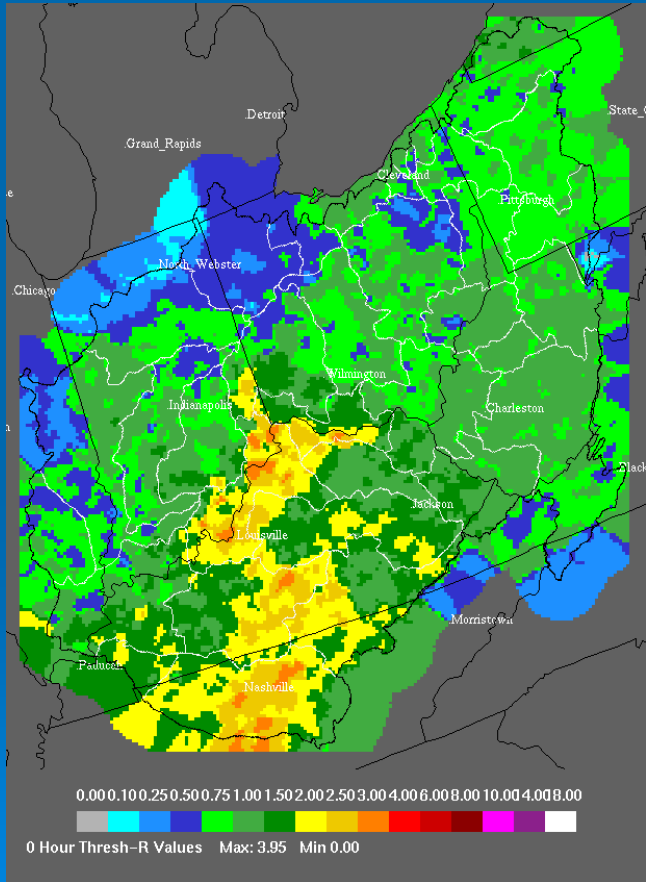 .Detroit
State_C
.Grand_Rapids
Cleveland
Pittsburgh
North_Webster
.Chicago
Wilmington
.Indianapolis
Charleston
Black
Jackson
Louisville
Morristown
Paducah
Nashville
0.00 0.10 0.25 0.50 0.75 1.00 1.50 2.00 2.50 3.00 4.00 6.00 8.00 10.00 14.00 18.00
0 Hour Thresh-R Values Max: 3.95 Min 0.00